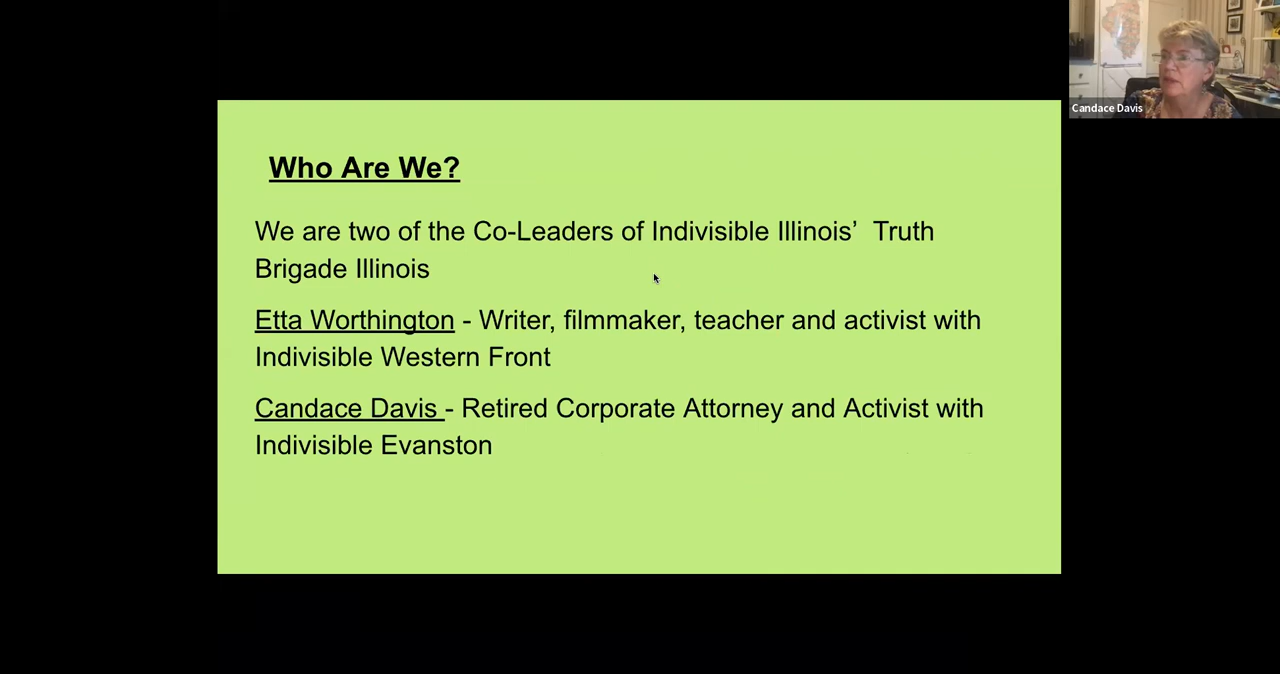 Candace Davis
Who Are We?
We are two of the Co-Leaders of Indivisible Illinois’  Truth
Brigade Illinois
Etta Worthington - Writer, filmmaker, teacher and activist with
Indivisible Western Front
Candace Davis - Retired Corporate Attorney and Activist with
Indivisible Evanston